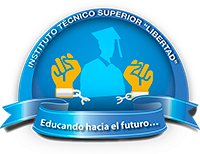 INSTITUTO TÉCNICO SUPERIOR "LIBERTAD"
Educando hacia el futuro...